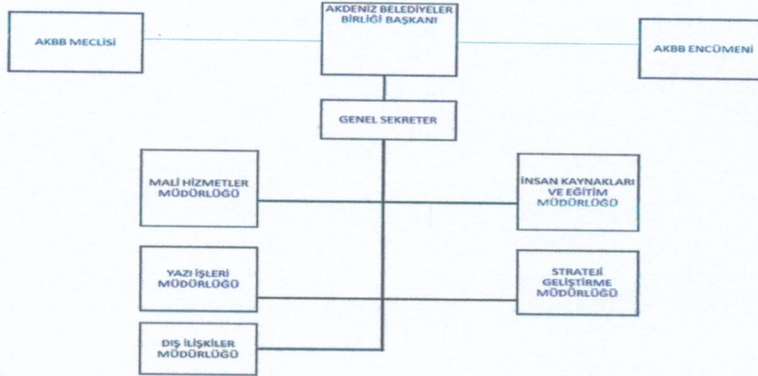 AKDENİZ BELEDİYELER
BİRLİĞİ BAŞKANI
AKBB MECLİSİ
AKBB ENCÜMENİ
GENEL SEKRETER
MALİ HİZMETLER
MÜDÜRLÜĞÜ
İNSAN KAYNAKLARI
VE EĞİTİM
MÜDÜRLÜĞÜ
YAZI İŞLERİ
MÜDÜRLÜĞÜ
STRATEJİ
GELİŞTİRME
MÜDÜRLÜĞÜ
DIŞ İLİŞKİLER
MÜDÜRLÜĞÜ